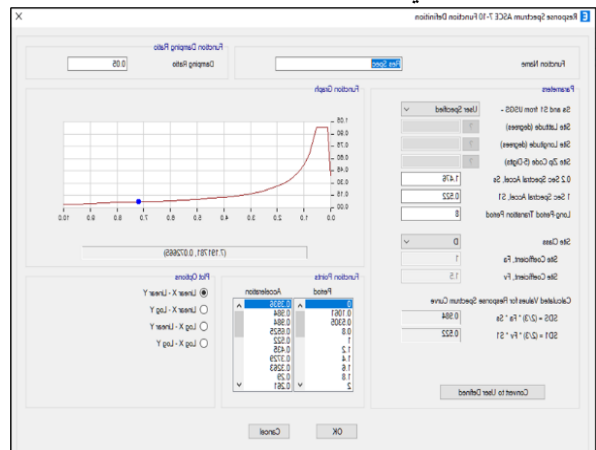 E Response Spectrum ASCE 7-10 Function Definition
X
Function Name
Res Spec
Function Damping Ratio
Damping Ratio
0.05
Parameters
Ss and S1 from USGS -
User Specified
Site Latitude (degrees)
?
Site Longitude (degrees)
?
Site Zip Code (5-Digits)
?
0.2 Sec Spectral Accel, Ss
1.476
1 Sec Spectral Accel, S1
0.522
Long-Period Transition Period
8
Site Class
D
Site Coefficient, Fa
1
Site Coefficient, Fv
1.5
Calculated Values for Response Spectrum Curve
SDS = (2/3) * Fa * Ss
0.984
SD1 = (2/3) * Fv * S1
0.522
Convert to User Defined
Function Graph
1.05
0.90
0.75
0.60
0.45
0.30
0.15
0.00
0.0 1.0 2.0 3.0 4.0 5.0 6.0 7.0 8.0 9.0 10.0
(7.191781, 0.072665)
Function Points
Period Acceleration
0 0.3936
0.1061 0.984
0.5305 0.984
0.8 0.6525
1 0.522
1.2 0.435
1.4 0.3729
1.6 0.3263
1.8 0.29
2 0.261
Plot Options
Linear X - Linear Y
Linear X - Log Y
Log X - Linear Y
Log X - Log Y
OK
Cancel